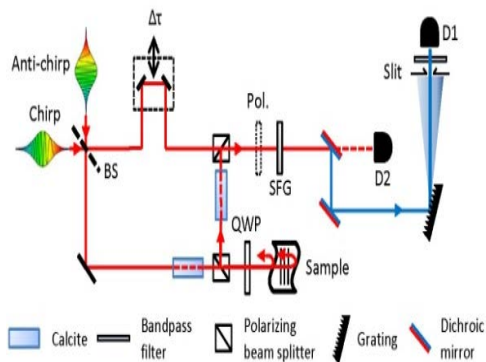 Δτ
D1
Anti-chirp
Slit
Chirp
Pol.
BS
SFG
D2
QWP
Sample
Calcite
Bandpass
filter
Polarizing
beam splitter
Grating
Dichroic
mirror